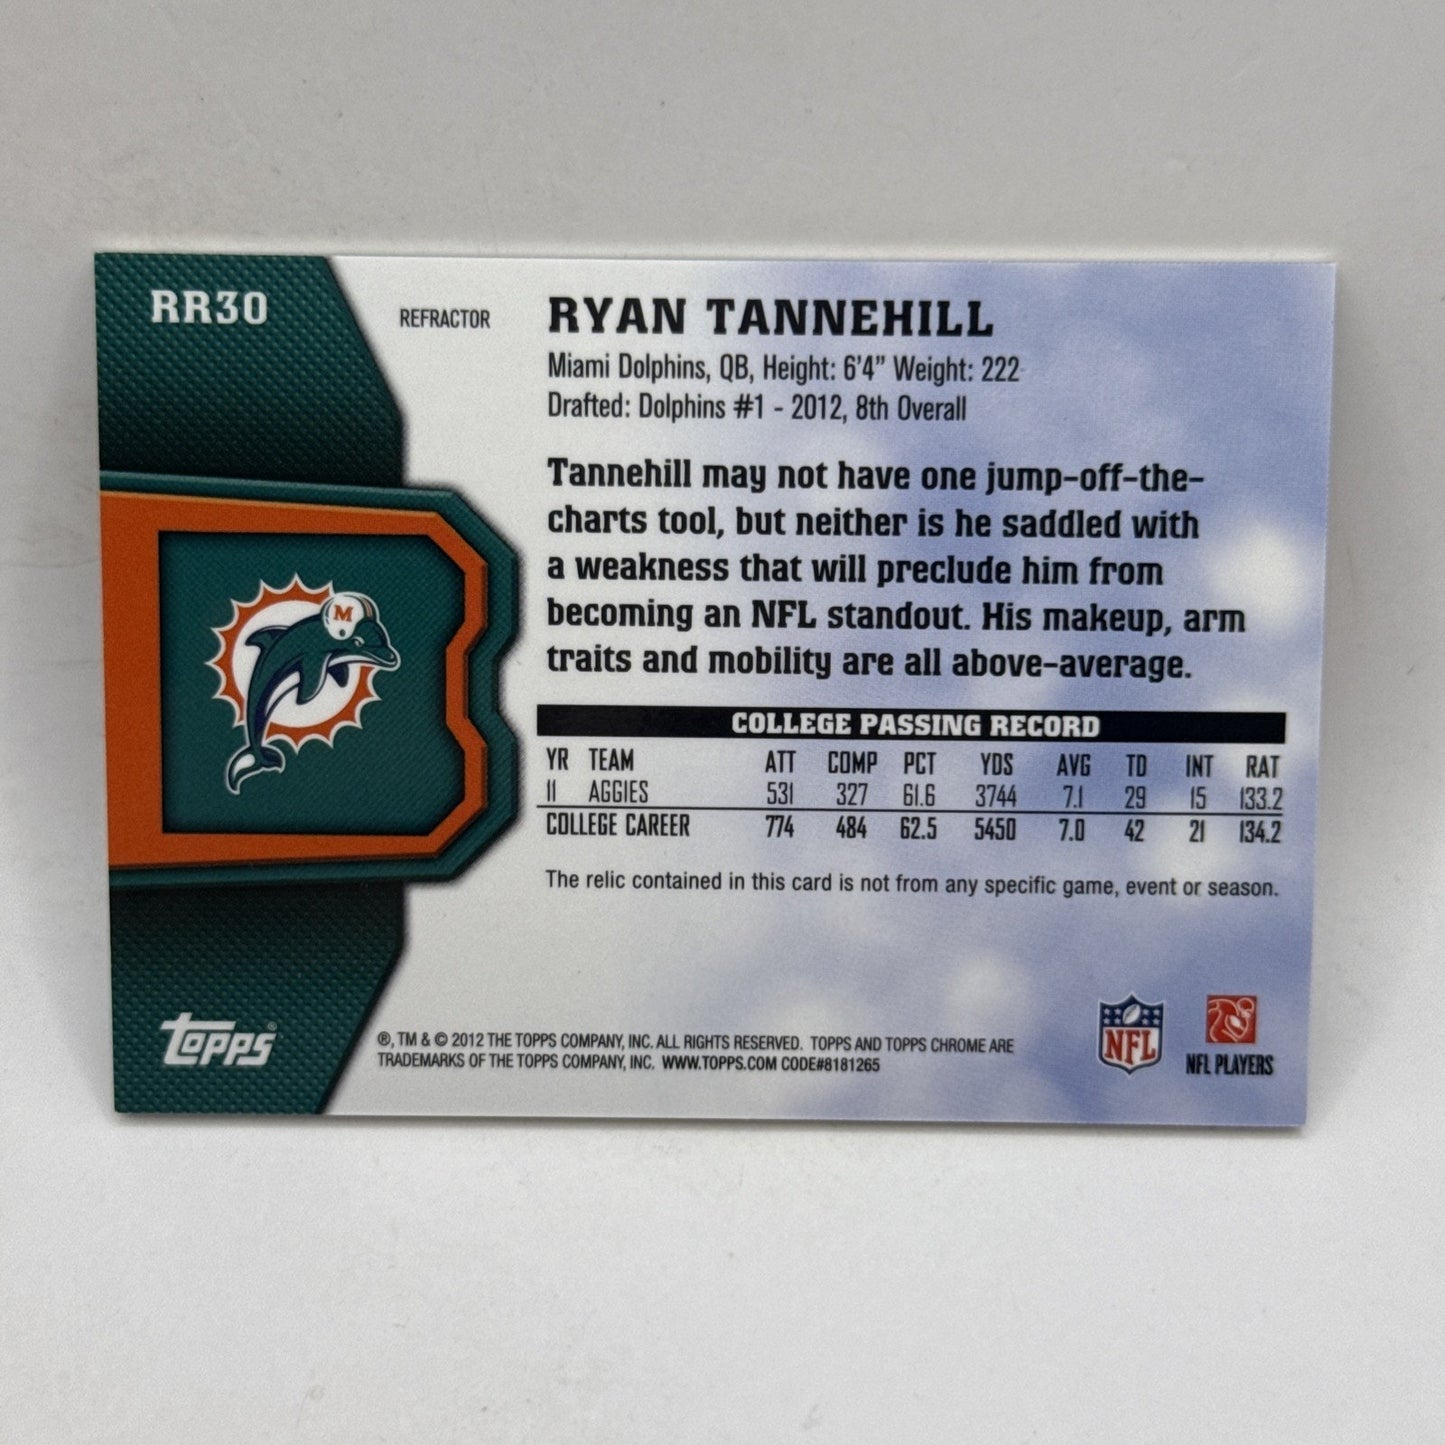 RR30
REFRACTOR
RYAN TANNEHILL
Miami Dolphins, QB, Height: 6'4” Weight: 222
Drafted: Dolphins #1 - 2012, 8th Overall
Tannehill may not have one jump-off-the-
charts tool, but neither is he saddled with
a weakness that will preclude him from
becoming an NFL standout. His makeup, arm
traits and mobility are all above-average.
M
COLLEGE PASSING RECORD
YR TEAM ATT COMP PCT YDS AVG TD INT RAT
11 AGGIES 531 327 61.6 3744 7.1 29 15 133.2
COLLEGE CAREER 774 484 62.5 5450 7.0 42 21 134.2
The relic contained in this card is not from any specific game, event or season.
TOPPS®
®, TM & © 2012 THE TOPPS COMPANY, INC. ALL RIGHTS RESERVED. TOPPS AND TOPPS CHROME ARE
TRADEMARKS OF THE TOPPS COMPANY, INC. WWW.TOPPS.COM CODE#8181265
NFL
NFL PLAYERS